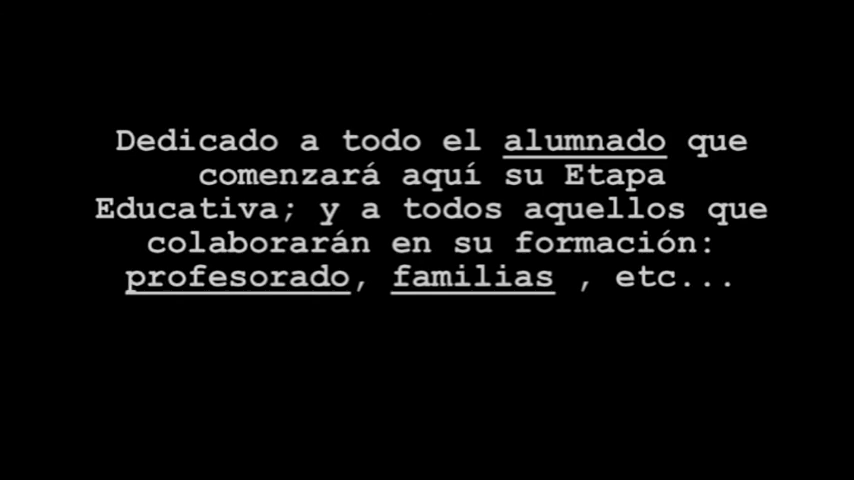 Dedicado a todo el alumnado que
comenzará aquí su Etapa
Educativa; y a todos aquellos que
colaborarán en su formación:
profesorado, familias , etc...